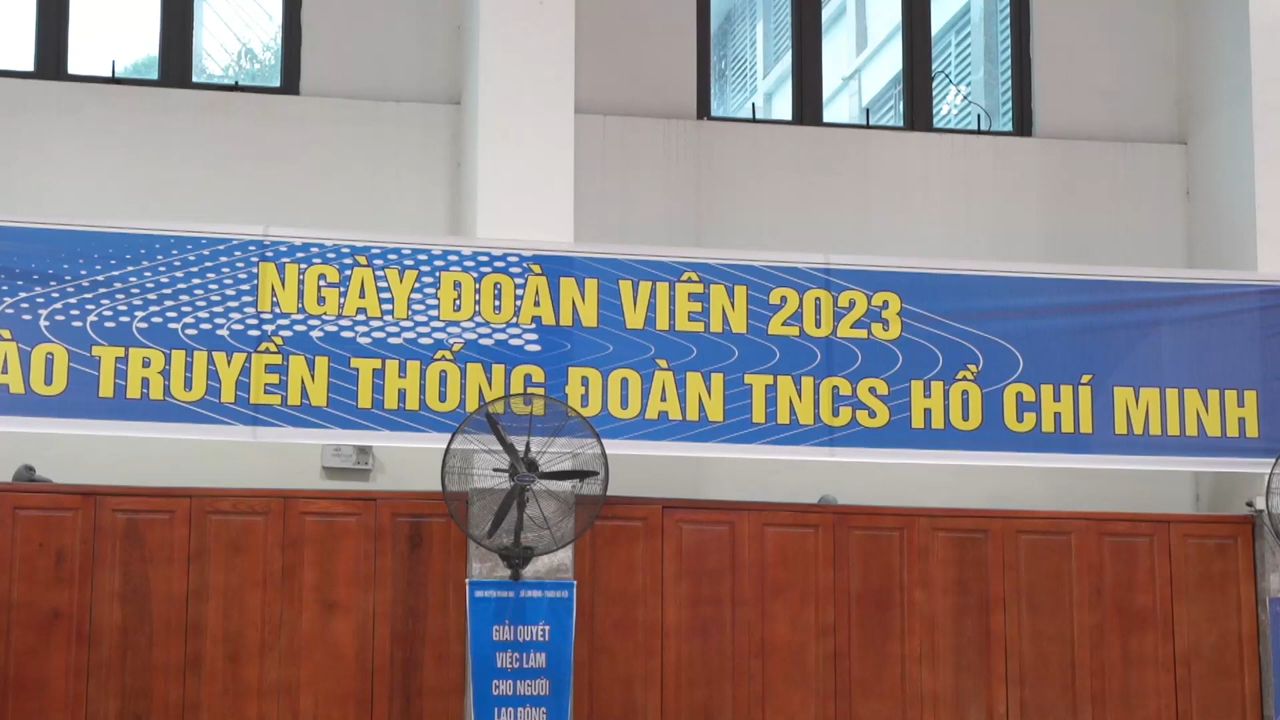 NGÀY ĐOÀN VIÊN 2023
ÀO TRUYỀN THỐNG ĐOÀN TNCS HỒ CHÍ MINH
GIẢI QUYẾT
VIỆC LÀM
CHO NGƯỜI
LAO ĐỘNG